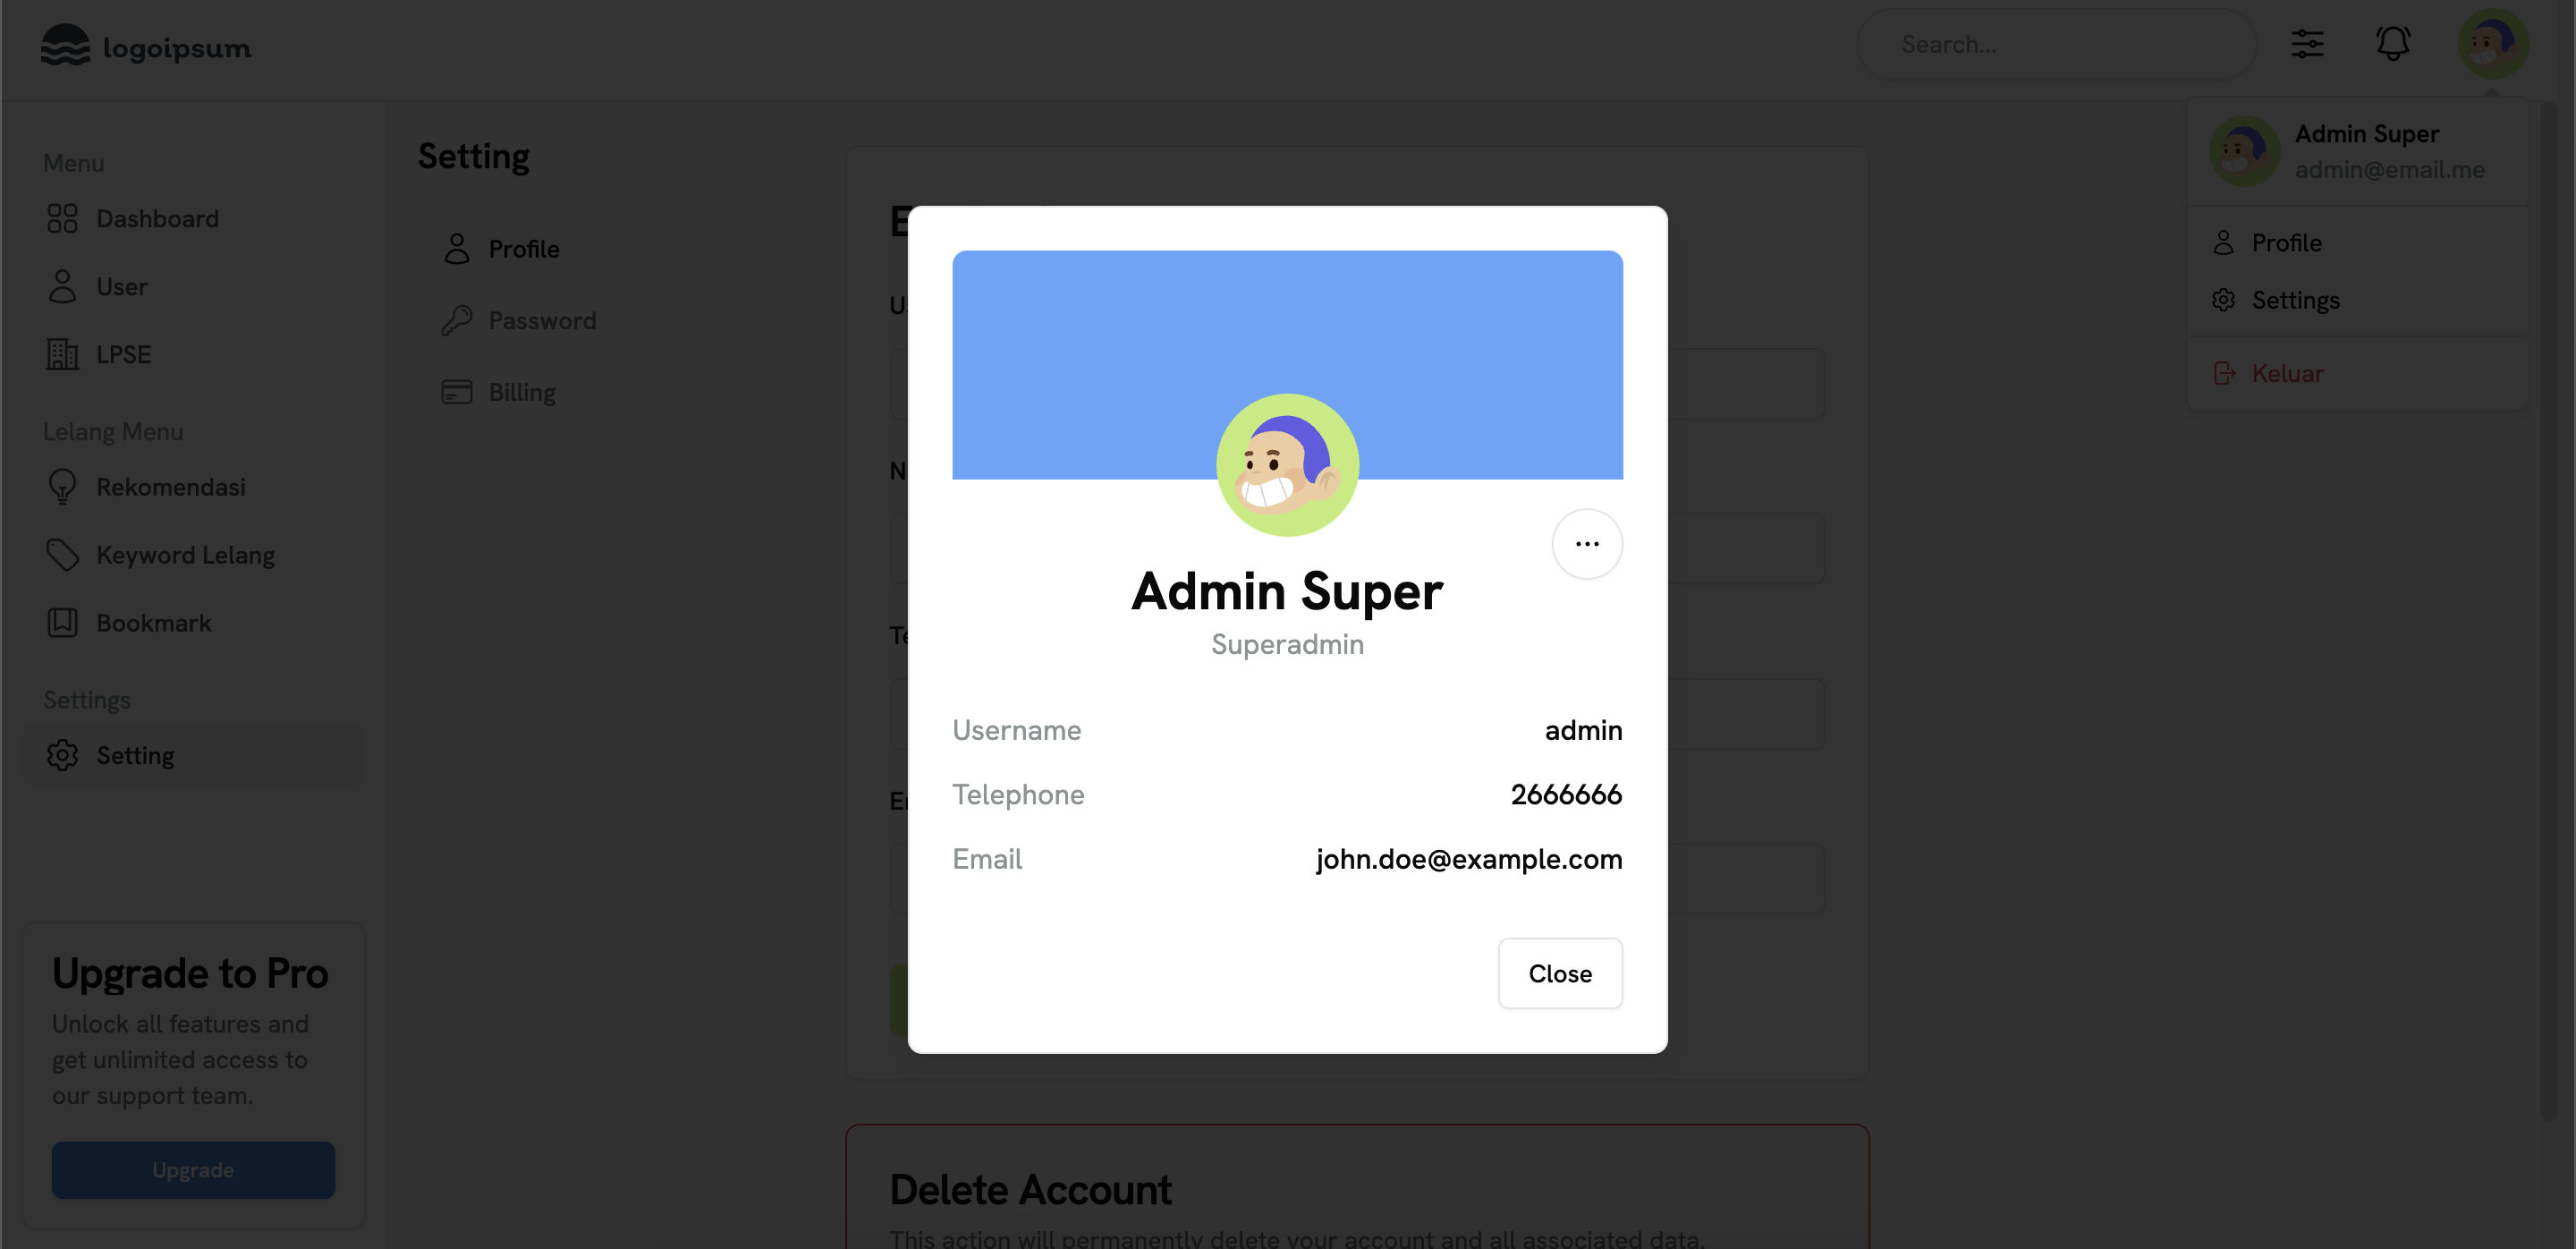 logoipsum
Search...
Admin Super
admin@email.me
Profile
Settings
Keluar
Menu
Dashboard
User
LPSE
Lelang Menu
Rekomendasi
Keyword Lelang
Bookmark
Settings
Setting
Upgrade to Pro
Unlock all features and
get unlimited access to
our support team.
Upgrade
Setting
Profile
Password
Billing
Admin Super
Superadmin
Username admin
Telephone 2666666
Email john.doe@example.com
Close
Delete Account
This action will permanently delete your account and all associated data.